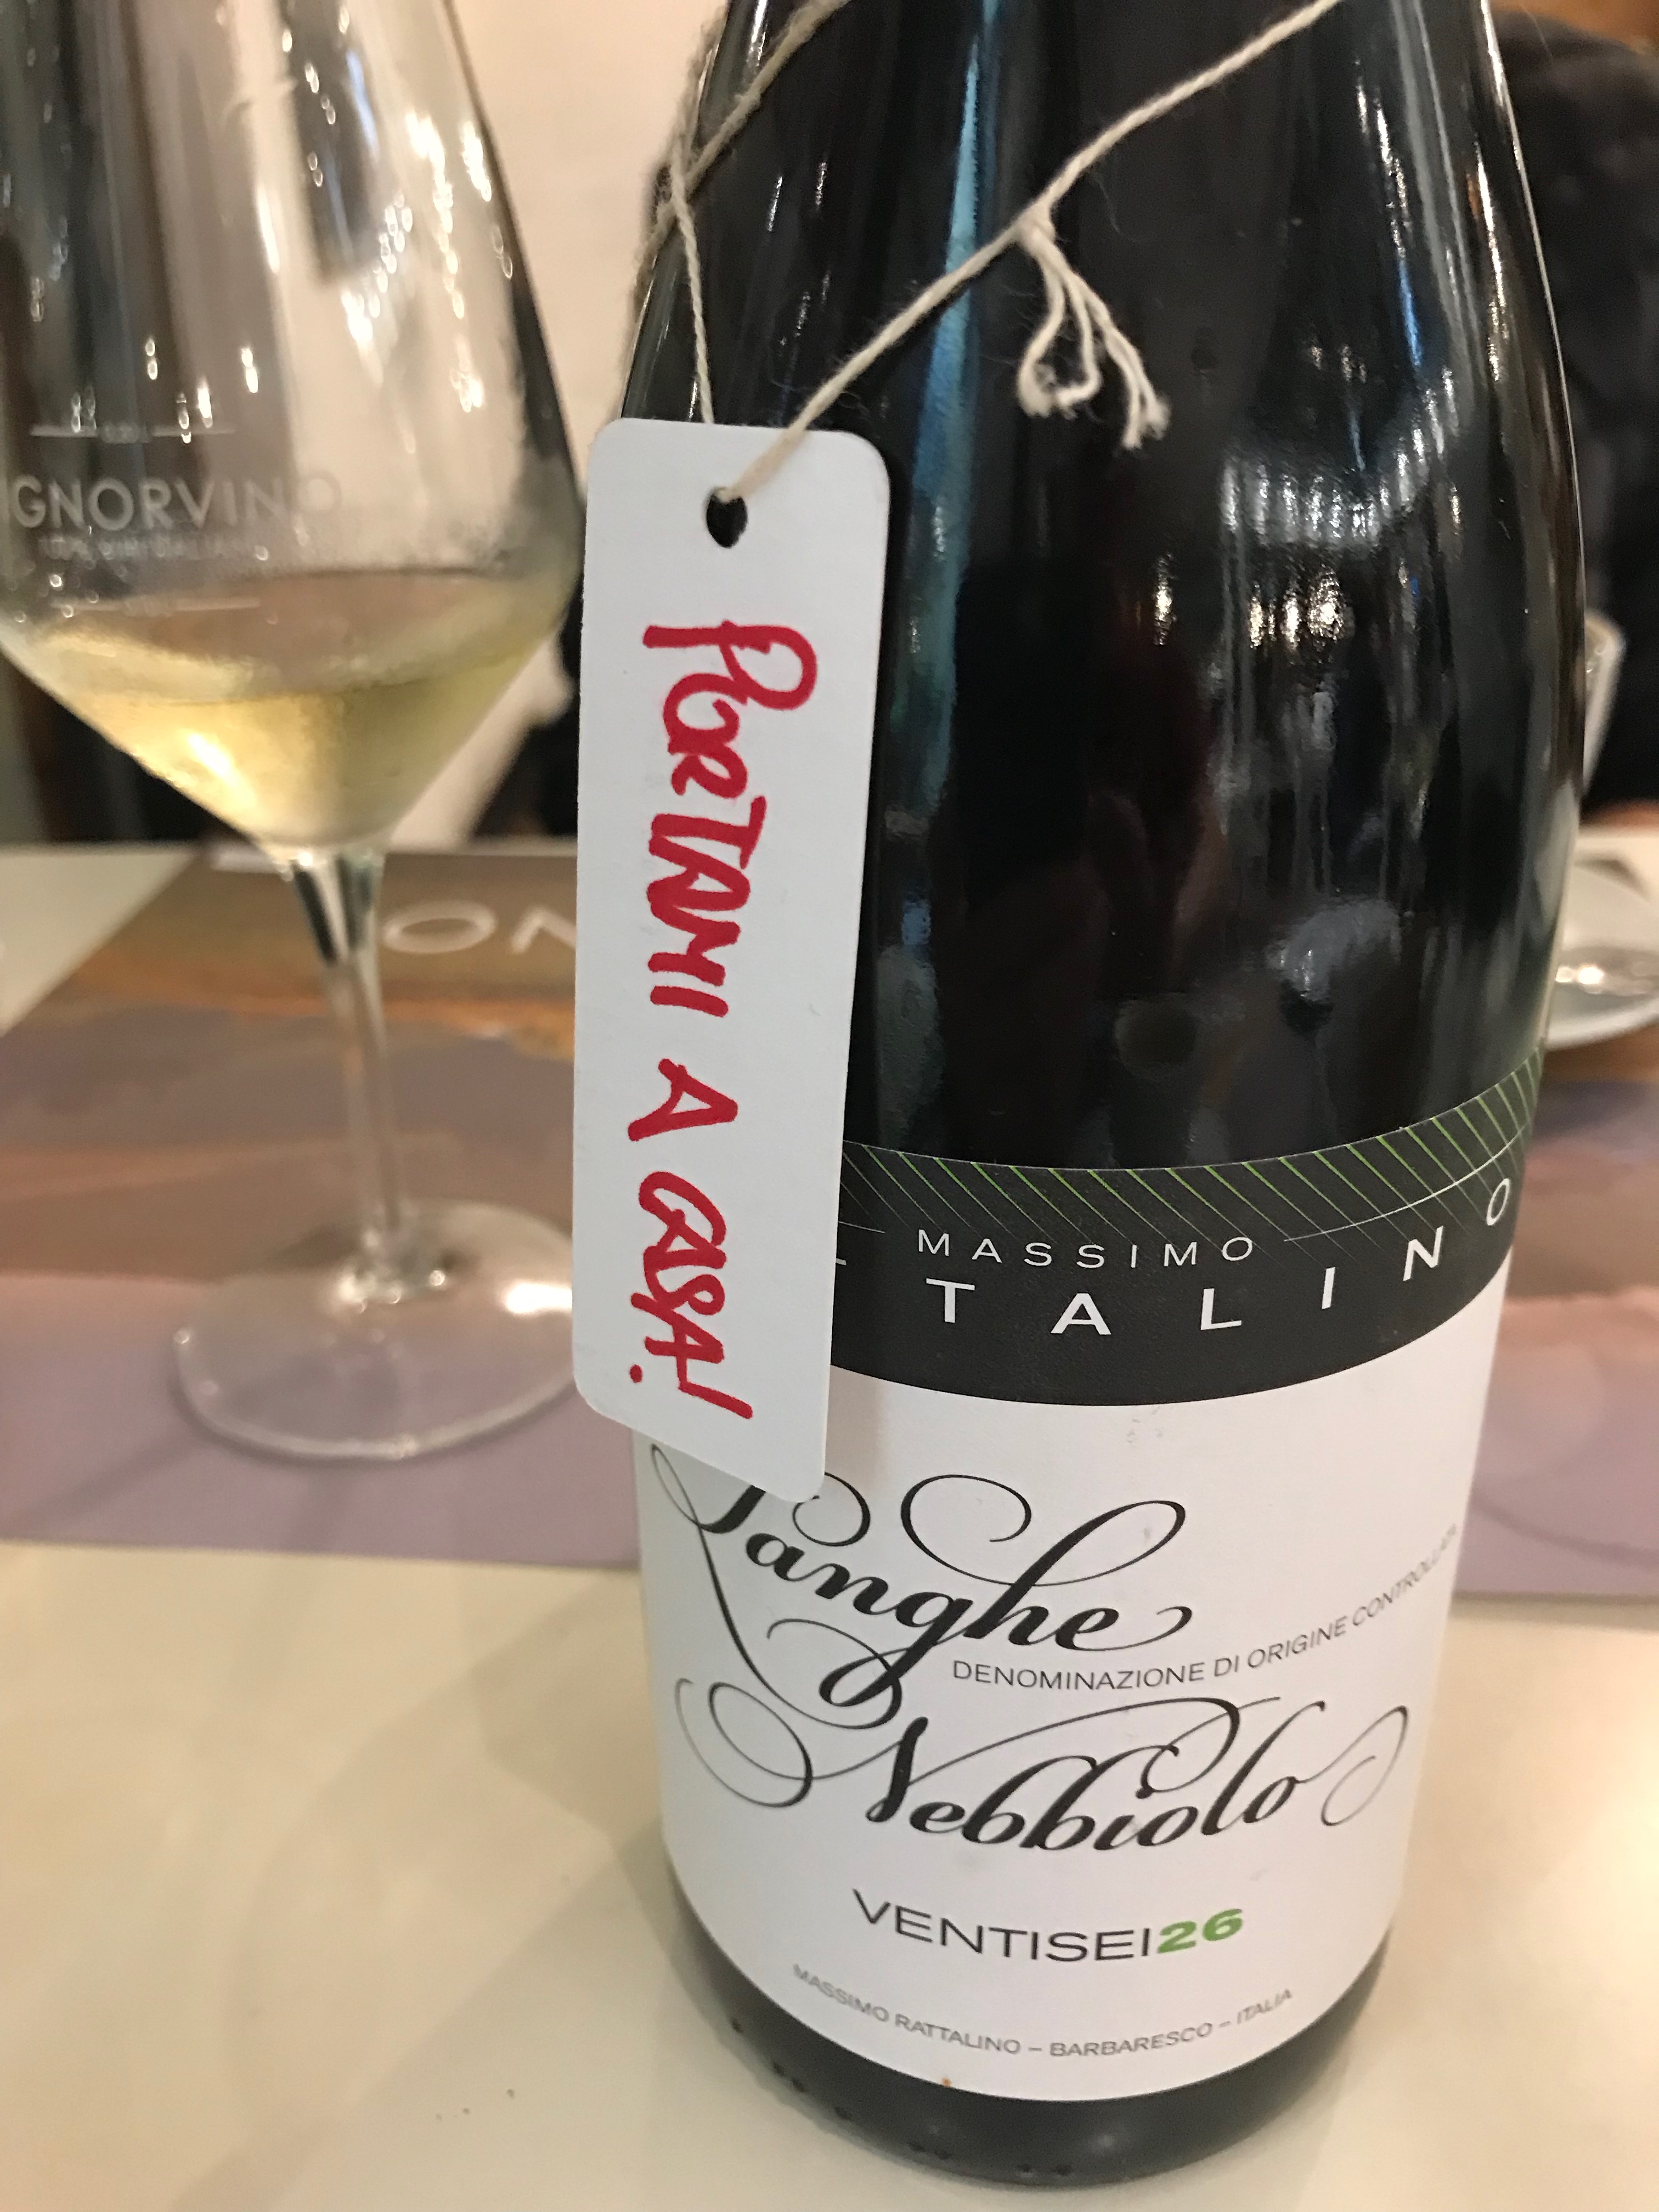 GNORVINO
PORTAMI A CASA!
MASSIMO
TALINO
Langhe
DENOMINAZIONE DI ORIGINE CONTROLLATA
Nebbiolo
VENTISEI26
MASSIMO RATTALINO – BARBARESCO – ITALIA